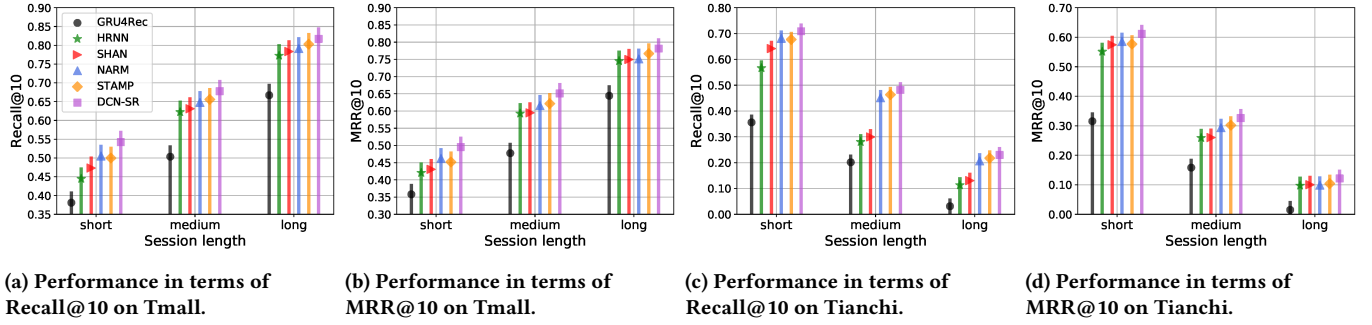 0.90
0.85
0.80
0.75
0.70
0.65
0.60
0.55
0.50
0.45
0.40
0.35
Recall@10
GRU4Rec
HRNN
SHAN
NARM
STAMP
DCN-SR
short medium long
Session length
0.90
0.85
0.80
0.75
0.70
0.65
0.60
0.55
0.50
0.45
0.40
0.35
0.30
MRR@10
short medium long
Session length
0.80
0.70
0.60
0.50
0.40
0.30
0.20
0.10
0.00
Recall@10
short medium long
Session length
0.70
0.60
0.50
0.40
0.30
0.20
0.10
0.00
MRR@10
short medium long
Session length
(a) Performance in terms of
Recall@10 on Tmall.
(b) Performance in terms of
MRR@10 on Tmall.
(c) Performance in terms of
Recall@10 on Tianchi.
(d) Performance in terms of
MRR@10 on Tianchi.